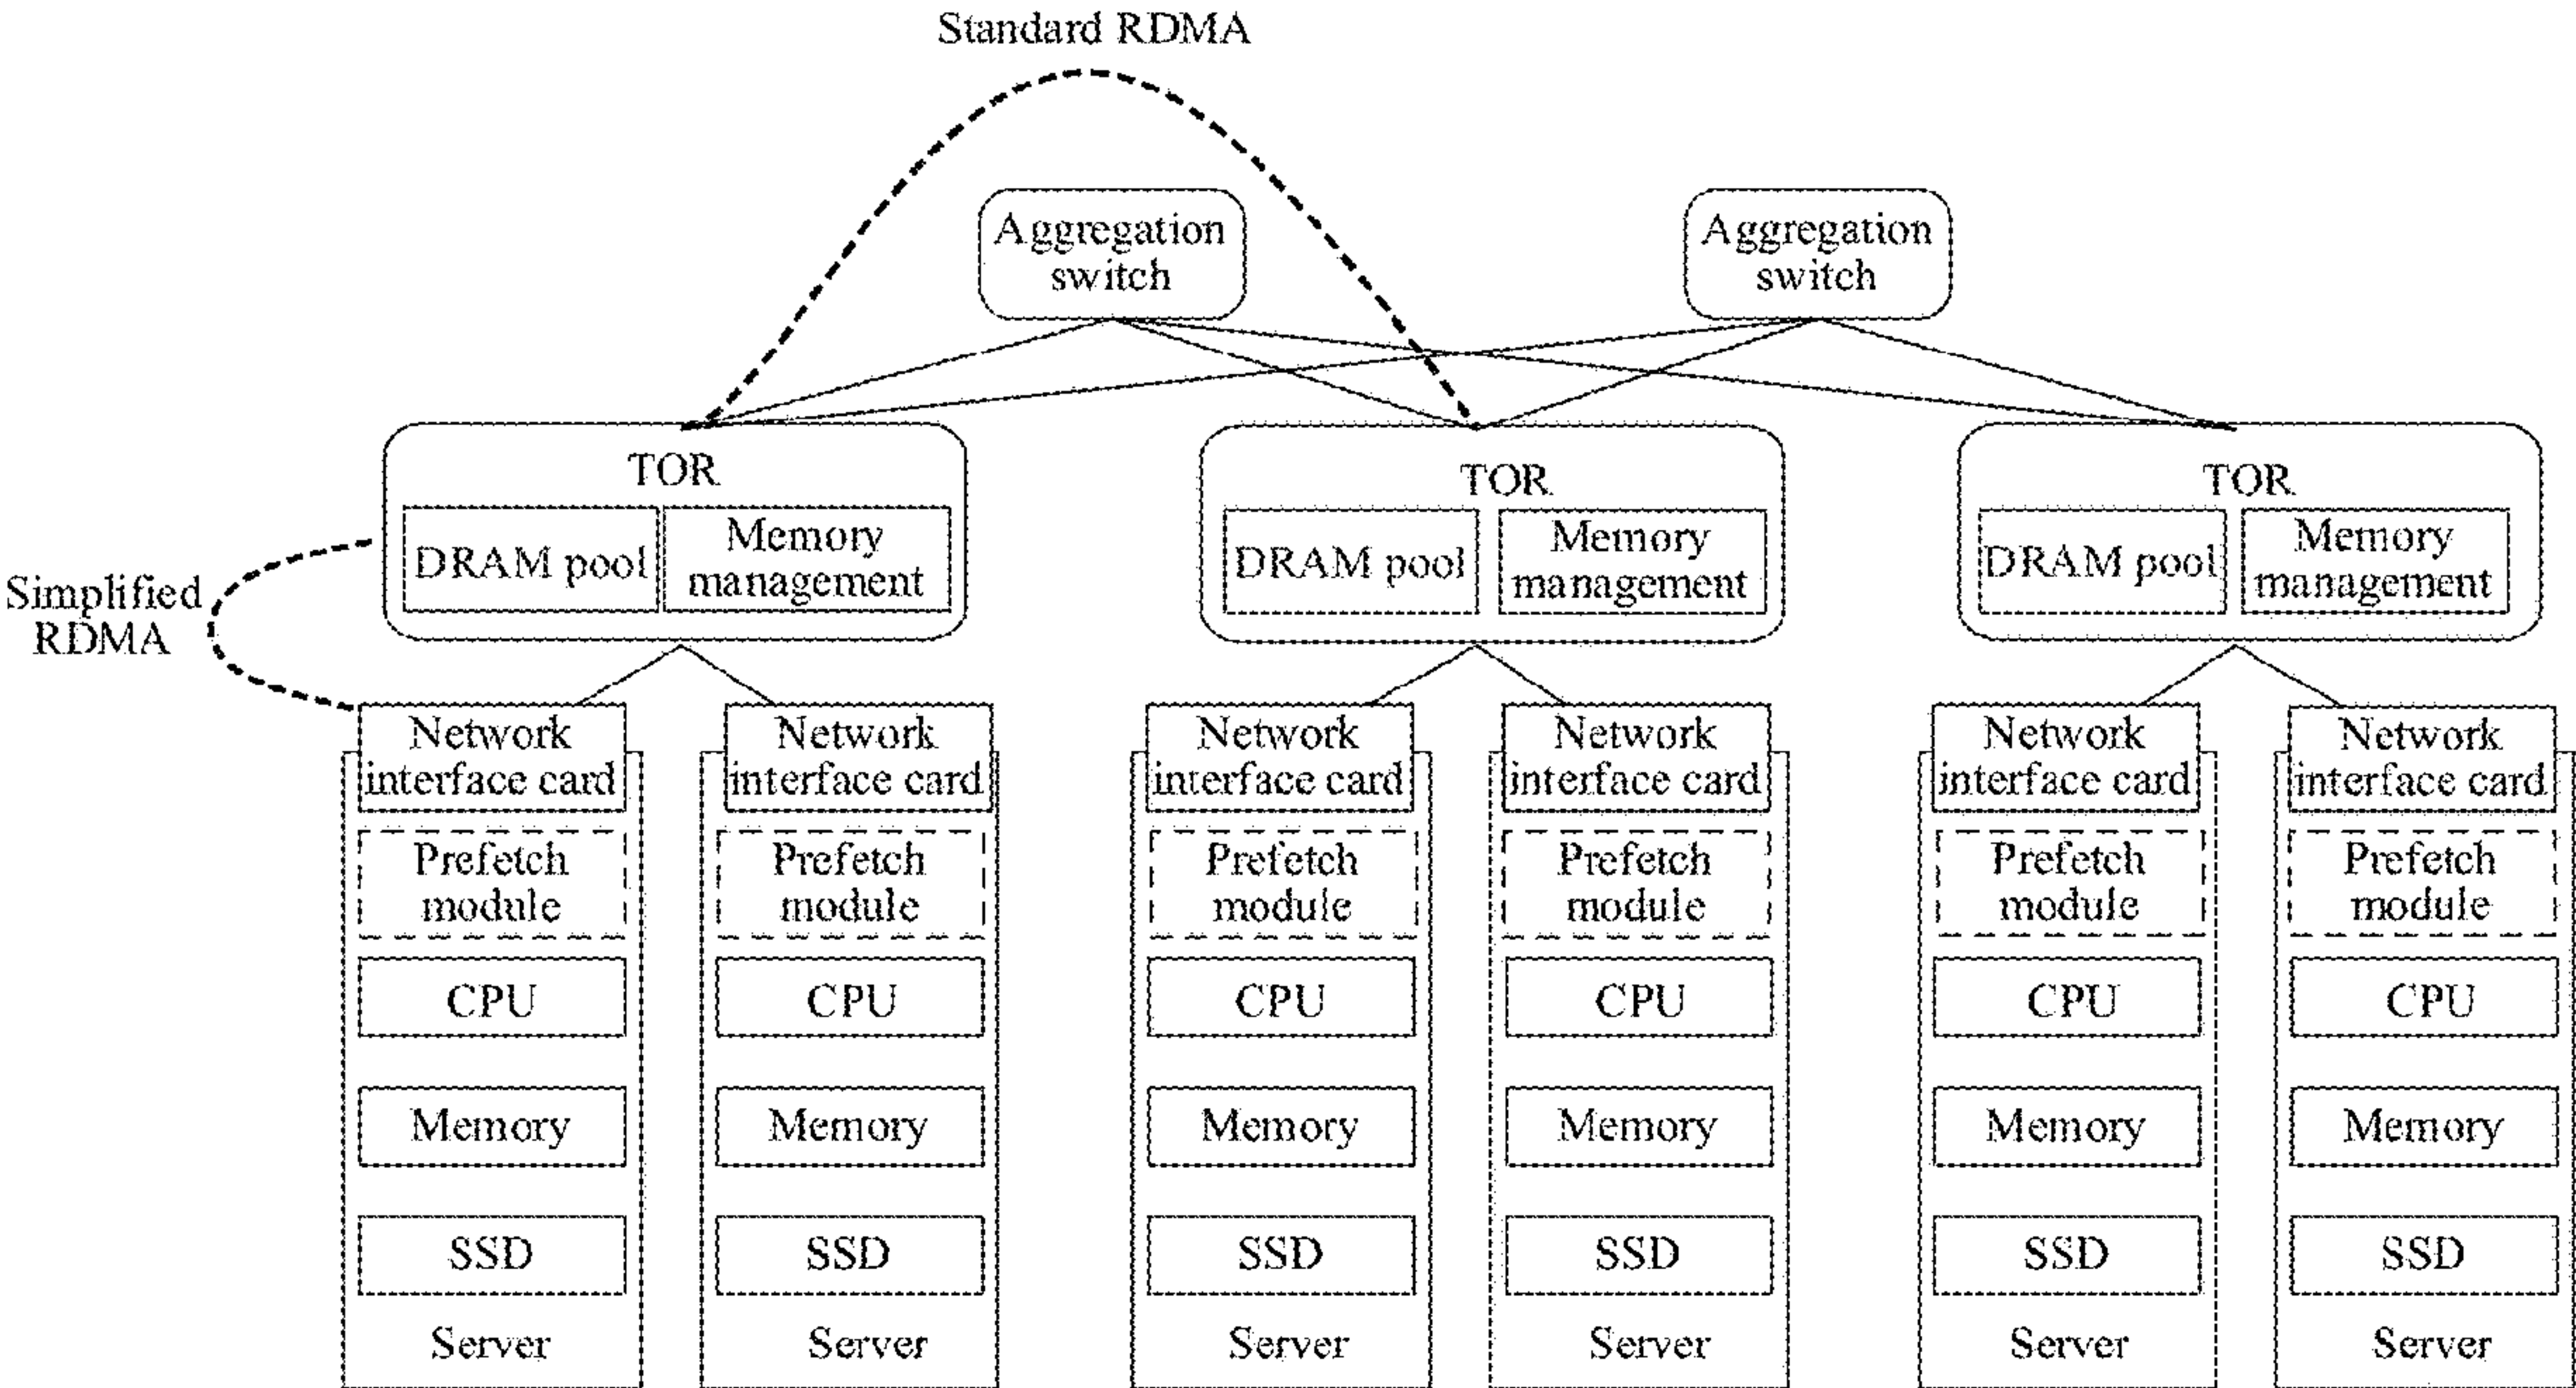 Standard RDMA
Aggregation
switch
Aggregation
switch
TOR
DRAM pool
Memory
management
TOR
DRAM pool
Memory
management
TOR
DRAM pool
Memory
management
Simplified
RDMA
Network
interface card
Prefetch
module
CPU
Memory
SSD
Server
Network
interface card
Prefetch
module
CPU
Memory
SSD
Server
Network
interface card
Prefetch
module
CPU
Memory
SSD
Server
Network
interface card
Prefetch
module
CPU
Memory
SSD
Server
Network
interface card
Prefetch
module
CPU
Memory
SSD
Server
Network
interface card
Prefetch
module
CPU
Memory
SSD
Server